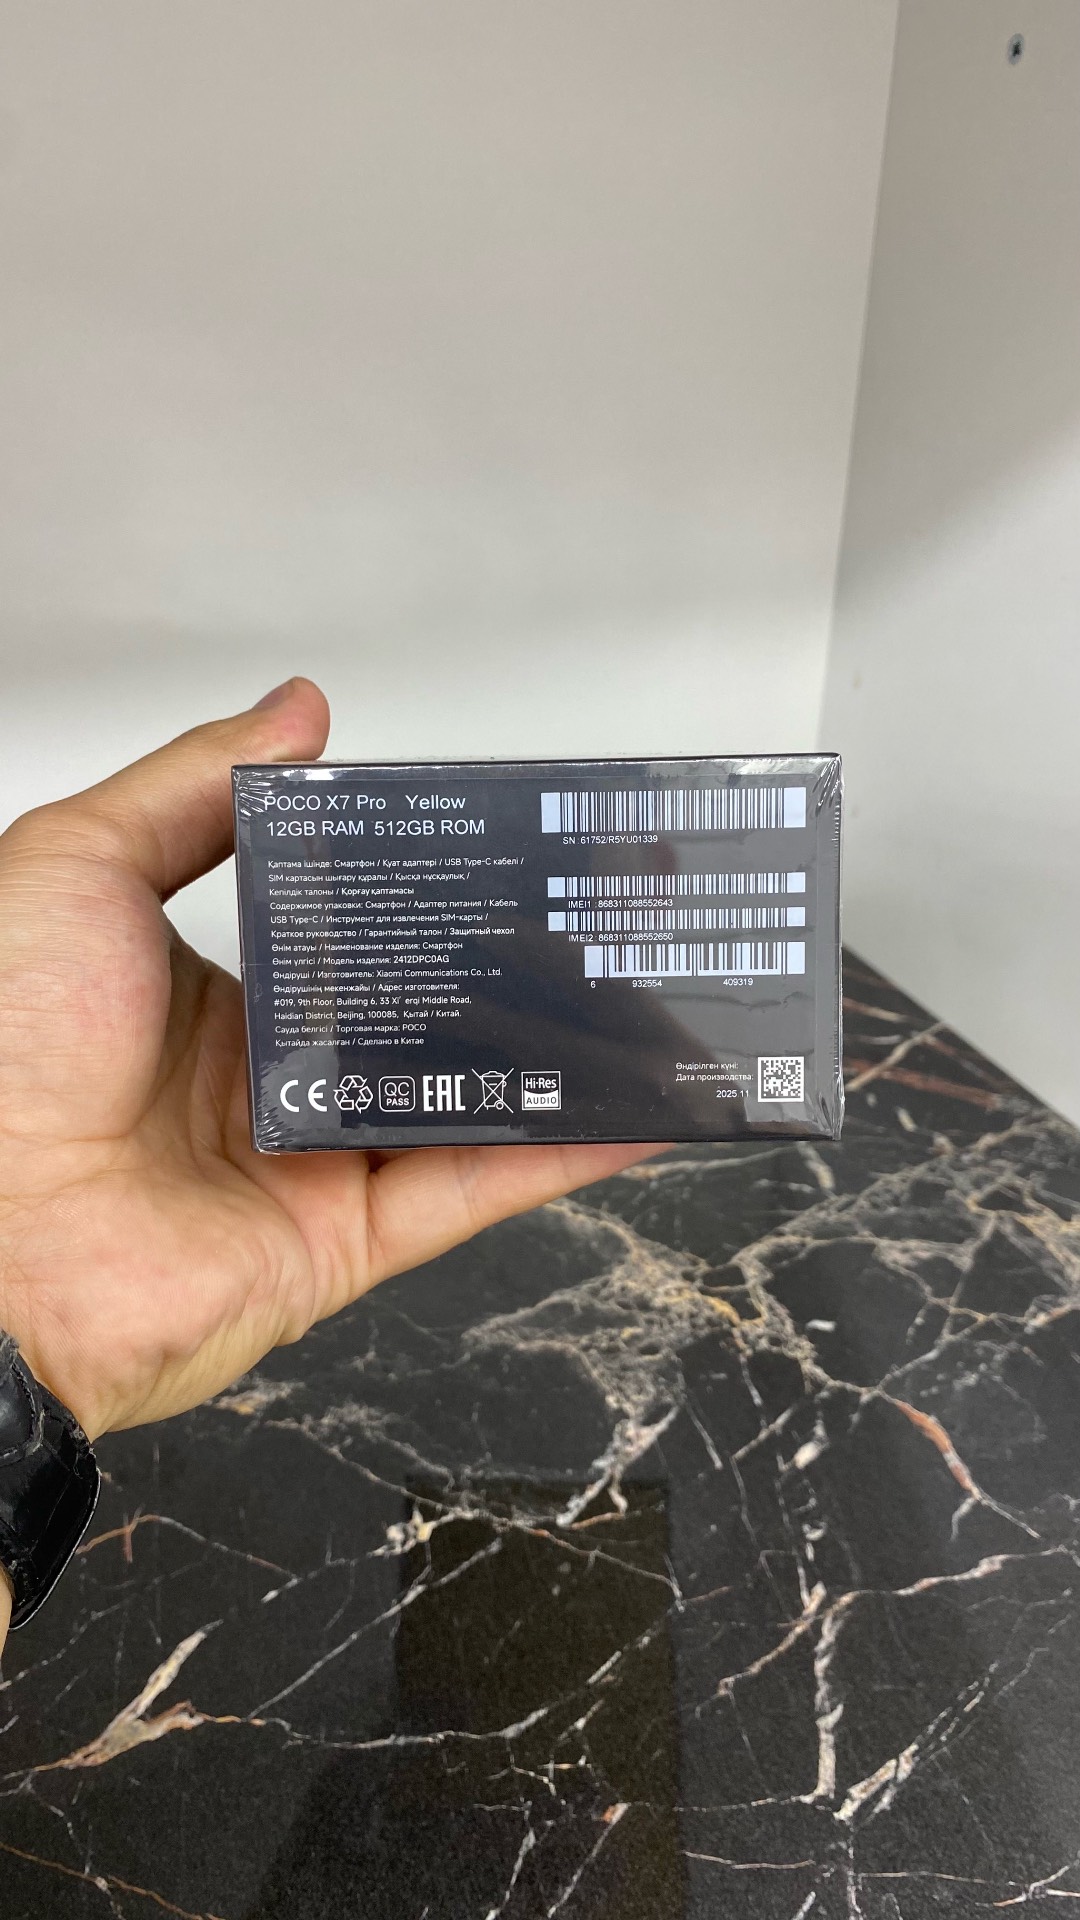 POCO X7 Pro Yellow
12GB RAM 512GB ROM
Қаптама ішінде: Смартфон / Қуат адаптері / USB Type-C кабелі /
SIM картасын шығару құралы / Қысқа нұсқаулық /
Кепілдік талоны / Қорғау қаптамасы
Содержимое упаковки: Смартфон / Адаптер питания / Кабель
USB Type-C / Инструмент для извлечения SIM-карты /
Краткое руководство / Гарантийный талон / Защитный чехол
Өнім атауы / Наименование изделия: Смартфон
Өнім үлгісі / Модель изделия: 2412DPC0AG
Өндіруші / Изготовитель: Xiaomi Communications Co., Ltd.
Өндірушінің мекенжайы / Адрес изготовителя:
#019, 9th Floor, Building 6, 33 Xi' erqi Middle Road,
Haidian District, Beijing, 100085, Қытай / Китай.
Сауда белгісі / Торговая марка: POCO
Қытайда жасалған / Сделано в Китае
CE
QC
PASS
EAC
Hi-Res
AUDIO
SN :61752/R5YU01339
IMEI1 :868311088552643
IMEI2 :868311088552650
6 932554 409319
Өндірілген күні:
Дата производства:
2025 11